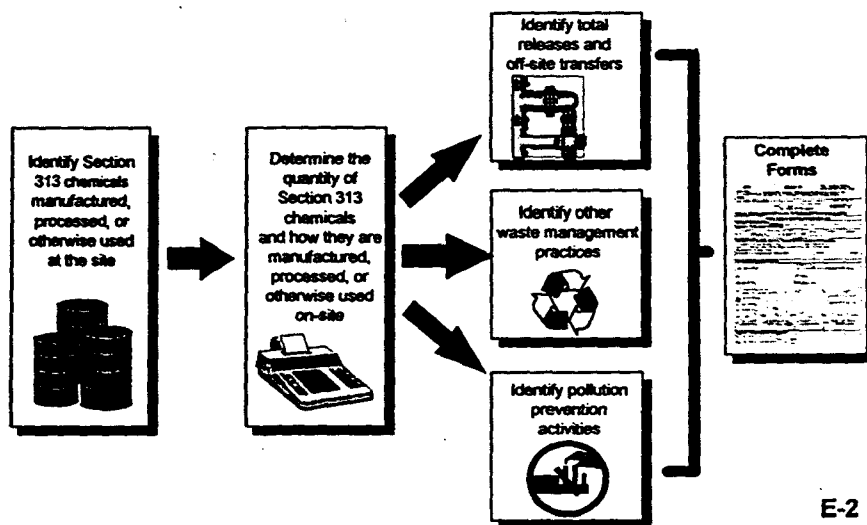 Identify Section
313 chemicals
manufactured,
processed, or
otherwise used
at the site
Determine the
quantity of
Section 313
chemicals
and how they are
manufactured,
processed, or
otherwise used
on-site
Identify total
releases and
off-site transfers
Identify other
waste management
practices
Identify pollution
prevention
activities
Complete
Forms
E-2